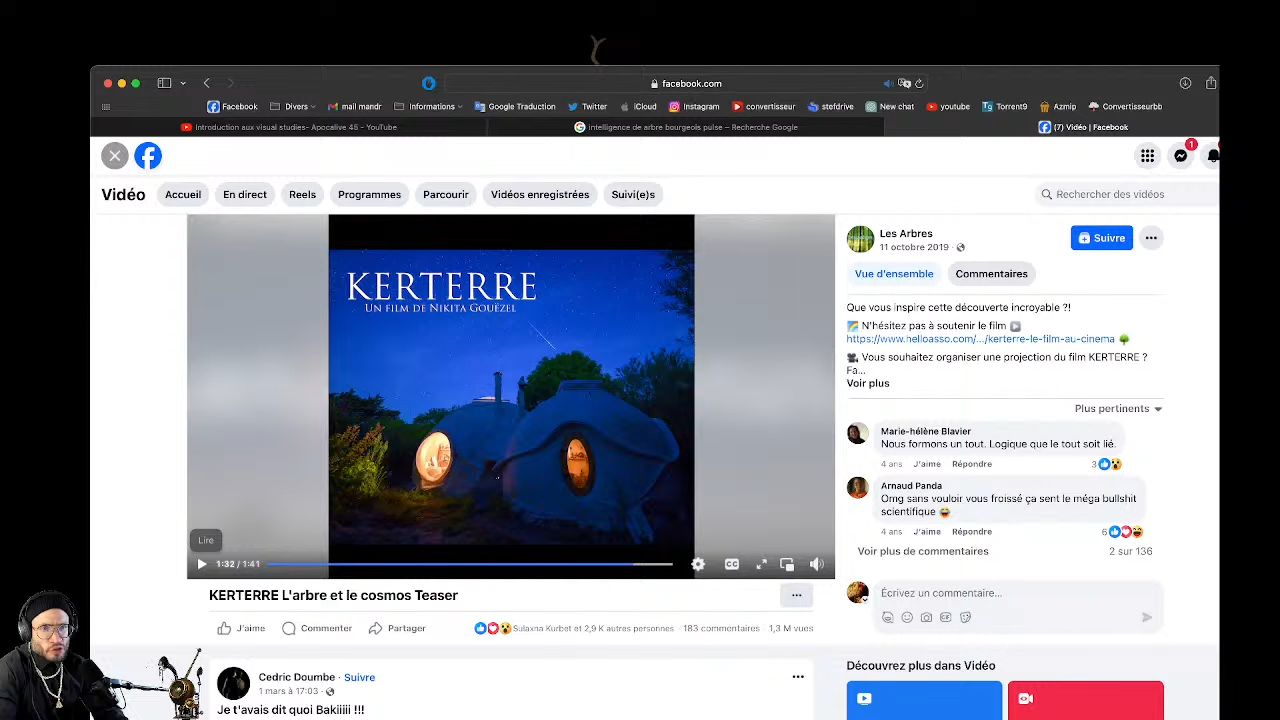 facebook.com
Facebook
Divers
mail mandr
Informations
Google Traduction
Twitter
iCloud
Instagram
convertisseur
stefdrive
New chat
youtube
Torrent9
Azmip
Convertisseurbb
Introduction aux visual studies- Apocalive 45 - YouTube
intelligence de arbre bourgeois pulse – Recherche Google
(7) Vidéo | Facebook
1
Vidéo
Accueil
En direct
Reels
Programmes
Parcourir
Vidéos enregistrées
Suivi(e)s
Rechercher des vidéos
KERTERRE
UN FILM DE NIKITA GOUËZEL
Lire
1:32 / 1:41
CC
KERTERRE L'arbre et le cosmos Teaser
J'aime
Commenter
Partager
Sulaxna Kurbet et 2,9 K autres personnes · 183 commentaires · 1,3 M vues
Cedric Doumbe · Suivre
1 mars à 17:03 ·
Je t'avais dit quoi Bakiiiii !!!
Les Arbres
11 octobre 2019 ·
Suivre
Vue d'ensemble
Commentaires
Que vous inspire cette découverte incroyable ?!
N'hésitez pas à soutenir le film
https://www.helloasso.com/.../kerterre-le-film-au-cinema
Vous souhaitez organiser une projection du film KERTERRE ?
Fa...
Voir plus
Plus pertinents
Marie-hélène Blavier
Nous formons un tout. Logique que le tout soit lié.
4 ans J'aime Répondre 3
Arnaud Panda
Omg sans vouloir vous froissé ça sent le méga bullshit
scientifique
4 ans J'aime Répondre 6
Voir plus de commentaires 2 sur 136
Écrivez un commentaire...
GIF
Découvrez plus dans Vidéo